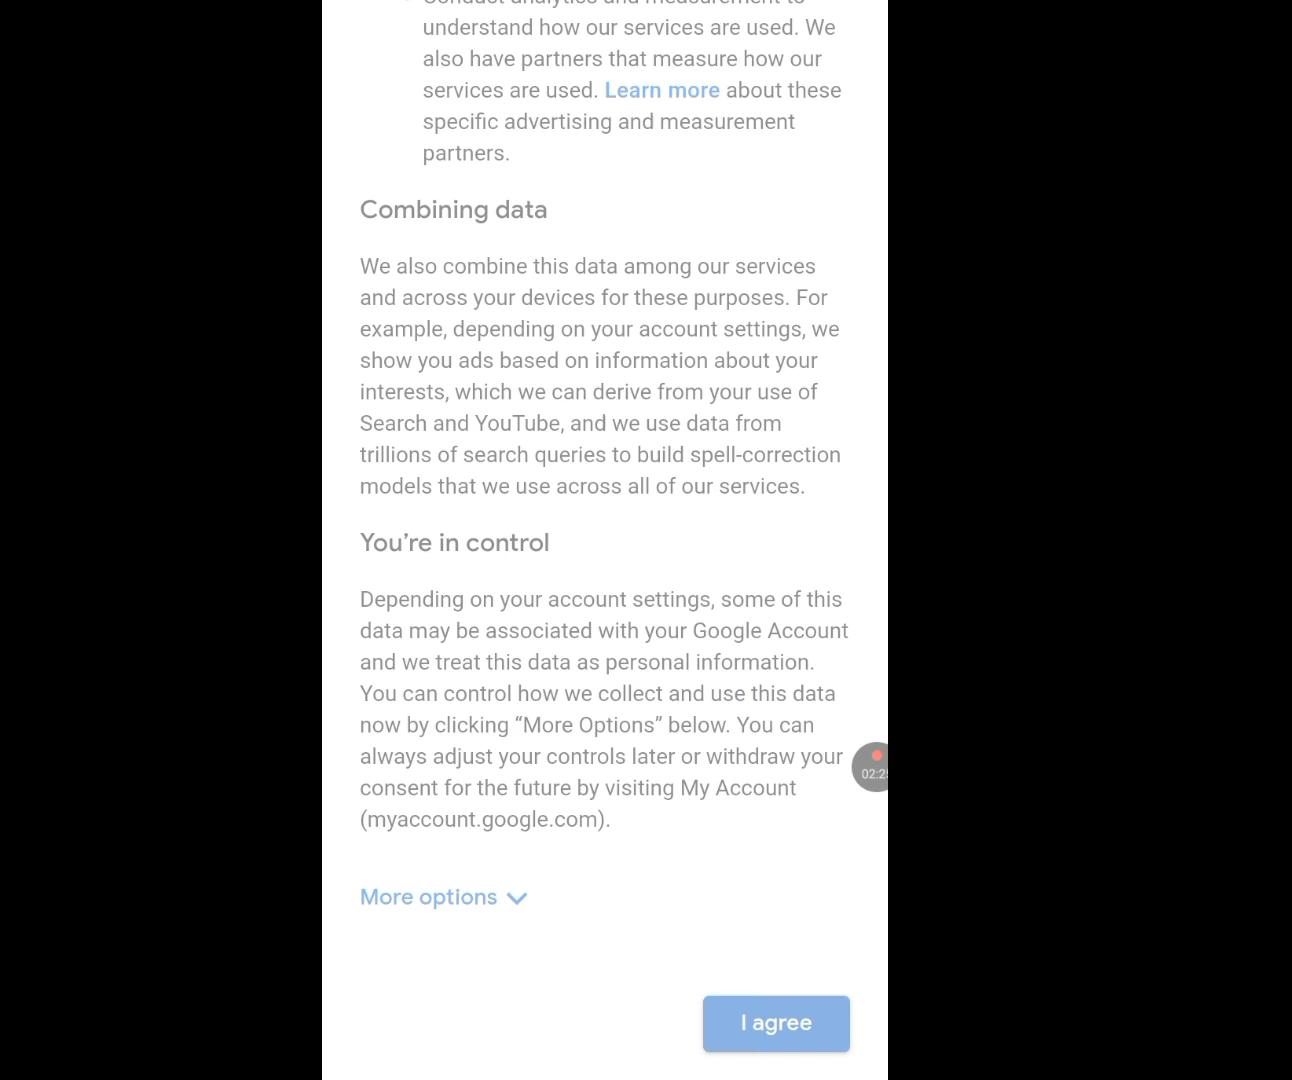 Conduct analytics and measurement to
understand how our services are used. We
also have partners that measure how our
services are used. Learn more about these
specific advertising and measurement
partners.
Combining data
We also combine this data among our services
and across your devices for these purposes. For
example, depending on your account settings, we
show you ads based on information about your
interests, which we can derive from your use of
Search and YouTube, and we use data from
trillions of search queries to build spell-correction
models that we use across all of our services.
You’re in control
Depending on your account settings, some of this
data may be associated with your Google Account
and we treat this data as personal information.
You can control how we collect and use this data
now by clicking “More Options” below. You can
always adjust your controls later or withdraw your
consent for the future by visiting My Account
(myaccount.google.com).
02:2
More options
I agree